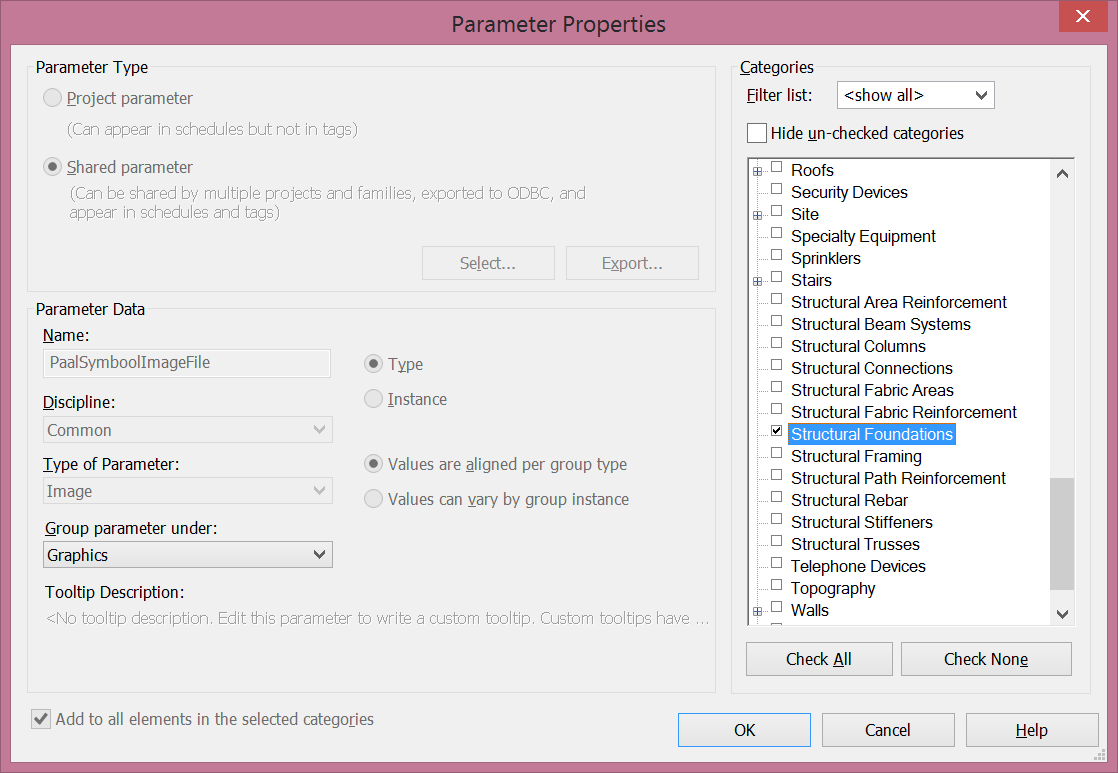 Parameter Properties
Parameter Type
Project parameter
(Can appear in schedules but not in tags)
Shared parameter
(Can be shared by multiple projects and families, exported to ODBC, and
appear in schedules and tags)
Select...
Export...
Parameter Data
Name:
PaalSymboolImageFile
Type
Instance
Discipline:
Common
Type of Parameter:
Image
Values are aligned per group type
Values can vary by group instance
Group parameter under:
Graphics
Tooltip Description:
<No tooltip description. Edit this parameter to write a custom tooltip. Custom tooltips have ...
Add to all elements in the selected categories
Categories
Filter list:
<show all>
Hide un-checked categories
Roofs
Security Devices
Site
Specialty Equipment
Sprinklers
Stairs
Structural Area Reinforcement
Structural Beam Systems
Structural Columns
Structural Connections
Structural Fabric Areas
Structural Fabric Reinforcement
Structural Foundations
Structural Framing
Structural Path Reinforcement
Structural Rebar
Structural Stiffeners
Structural Trusses
Telephone Devices
Topography
Walls
Check All
Check None
OK
Cancel
Help